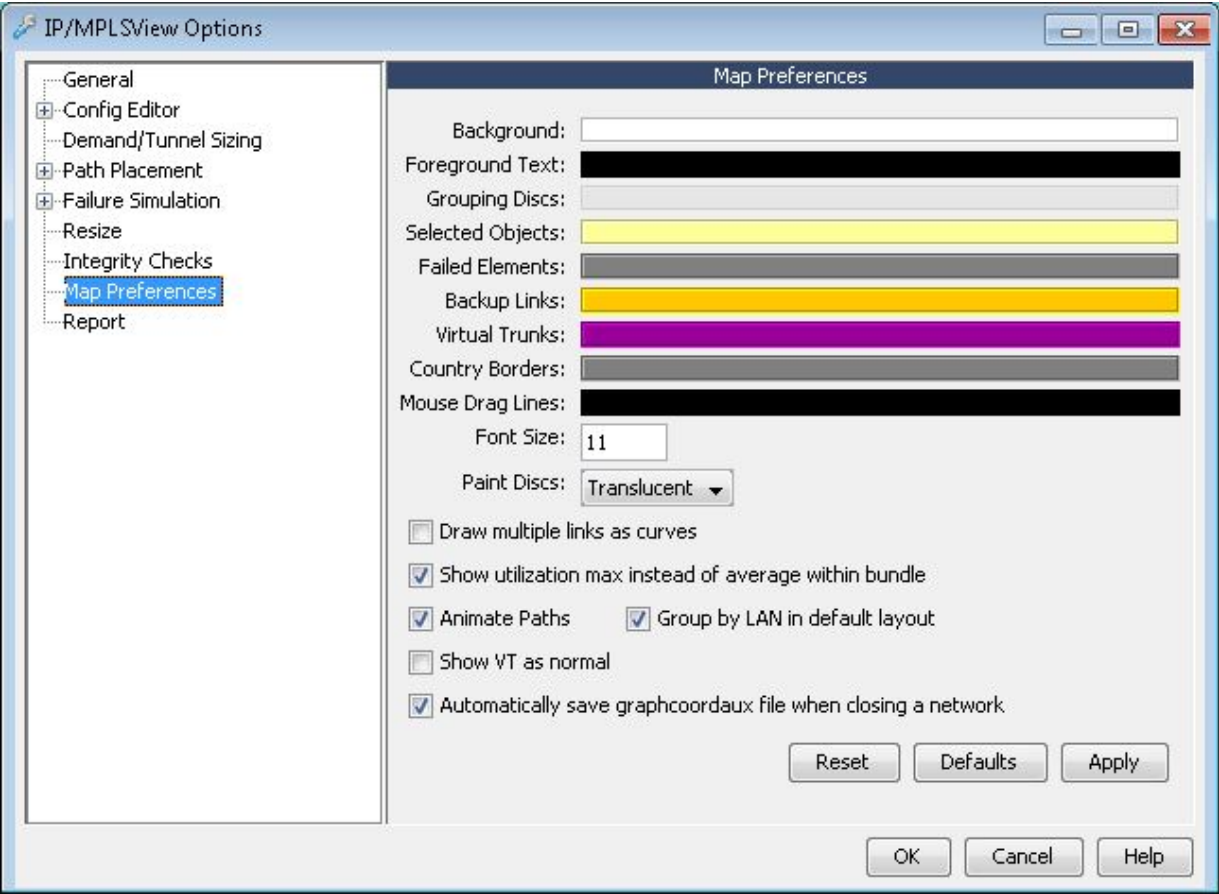 IP/MPLSView Options
General
Config Editor
Demand/Tunnel Sizing
Path Placement
Failure Simulation
Resize
Integrity Checks
Map Preferences
Report
Map Preferences
Background:
Foreground Text:
Grouping Discs:
Selected Objects:
Failed Elements:
Backup Links:
Virtual Trunks:
Country Borders:
Mouse Drag Lines:
Font Size: 11
Paint Discs: Translucent
Draw multiple links as curves
Show utilization max instead of average within bundle
Animate Paths Group by LAN in default layout
Show VT as normal
Automatically save graphcoordaux file when closing a network
Reset Defaults Apply
OK Cancel Help